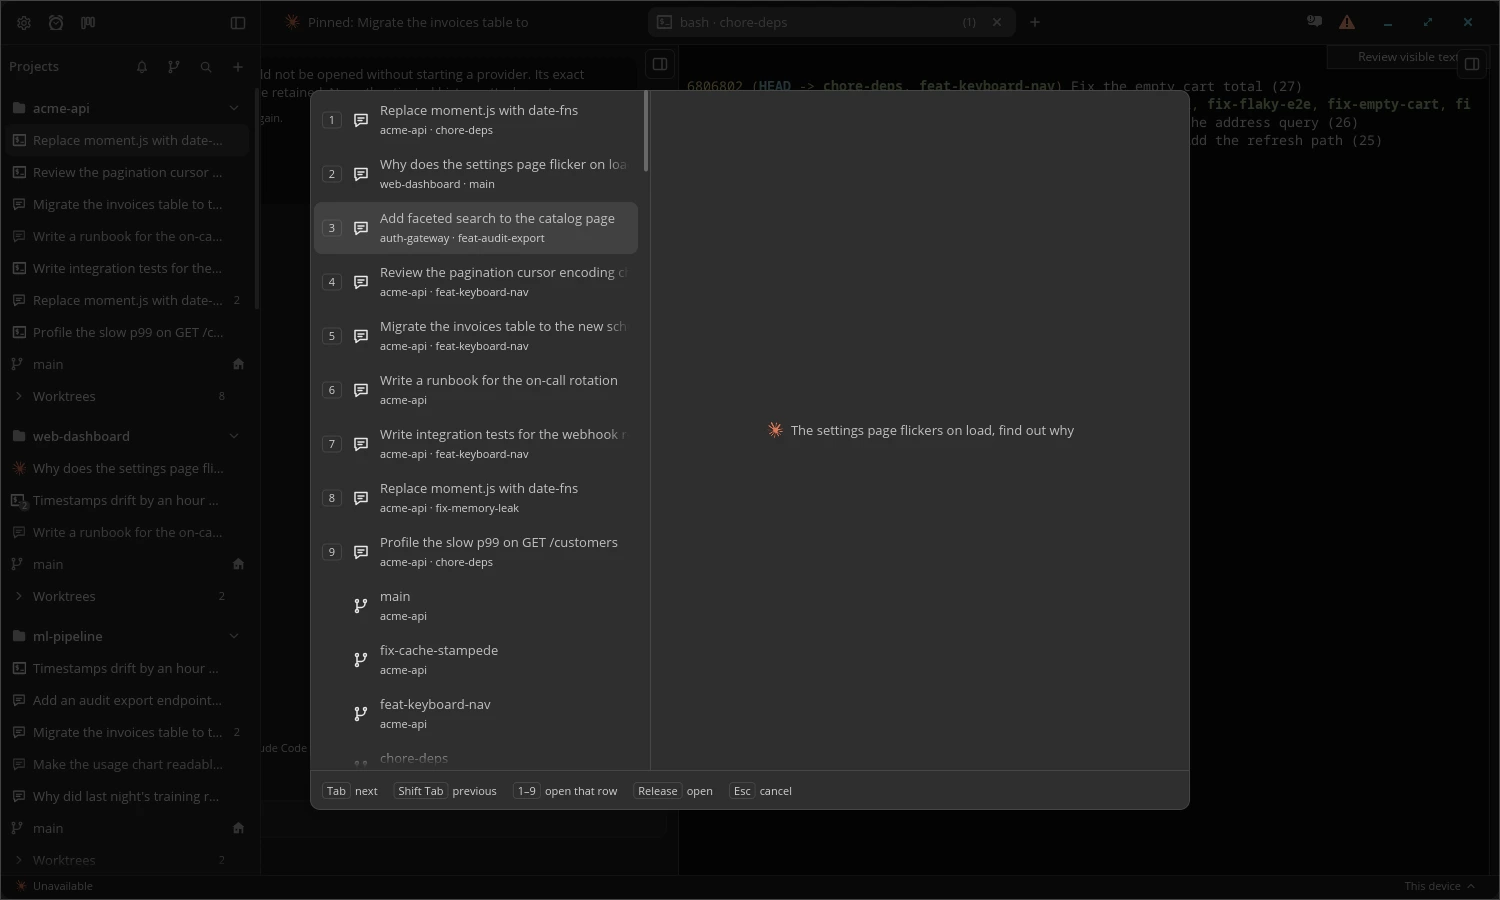 Pinned: Migrate the invoices table to
bash · chore-deps
(1)
Projects
acme-api
Replace moment.js with date-...
Review the pagination cursor ...
Migrate the invoices table to t...
Write a runbook for the on-ca...
Write integration tests for the...
Replace moment.js with date-...
2
Profile the slow p99 on GET /c...
main
Worktrees
8
web-dashboard
Why does the settings page fli...
Timestamps drift by an hour ...
2
Write a runbook for the on-ca...
main
Worktrees
2
ml-pipeline
Timestamps drift by an hour ...
Add an audit export endpoint...
Migrate the invoices table to t...
2
Make the usage chart readabl...
Why did last night's training r...
main
Worktrees
2
ld not be opened without starting a provider. Its exact
gain.
ude Code
Review visible text
6806802 (HEAD -> chore-deps, feat-keyboard-nav) Fix the empty cart total (27)
, fix-flaky-e2e, fix-empty-cart, fi
he address query (26)
dd the refresh path (25)
1
Replace moment.js with date-fns
acme-api · chore-deps
2
Why does the settings page flicker on loa
web-dashboard · main
3
Add faceted search to the catalog page
auth-gateway · feat-audit-export
4
Review the pagination cursor encoding c
acme-api · feat-keyboard-nav
5
Migrate the invoices table to the new sch
acme-api · feat-keyboard-nav
6
Write a runbook for the on-call rotation
acme-api
7
Write integration tests for the webhook r
acme-api · feat-keyboard-nav
8
Replace moment.js with date-fns
acme-api · fix-memory-leak
9
Profile the slow p99 on GET /customers
acme-api · chore-deps
main
acme-api
fix-cache-stampede
acme-api
feat-keyboard-nav
acme-api
chore-deps
The settings page flickers on load, find out why
Tab next Shift Tab previous 1–9 open that row Release open Esc cancel
Unavailable
This device